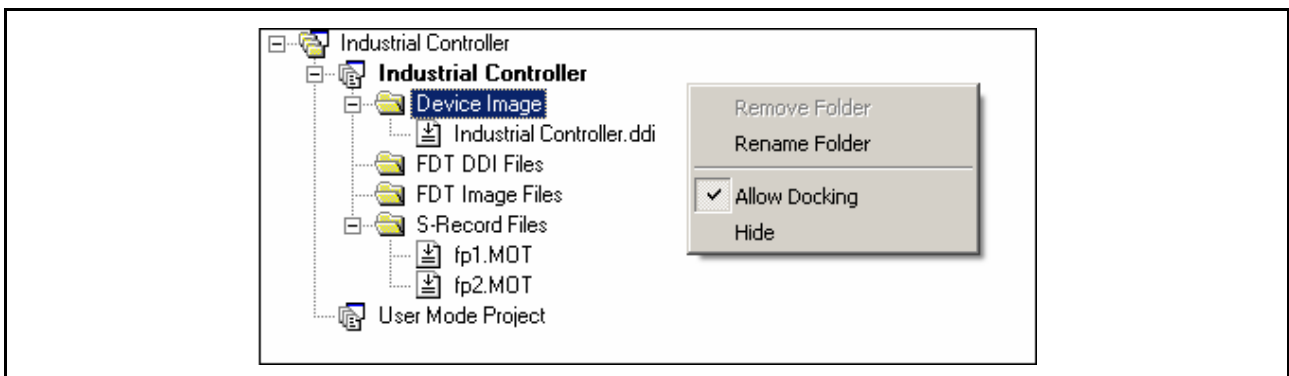 Industrial Controller
Industrial Controller
Device Image
Industrial Controller.ddi
FDT DDI Files
FDT Image Files
S-Record Files
fp1.MOT
fp2.MOT
User Mode Project
Remove Folder
Rename Folder
Allow Docking
Hide